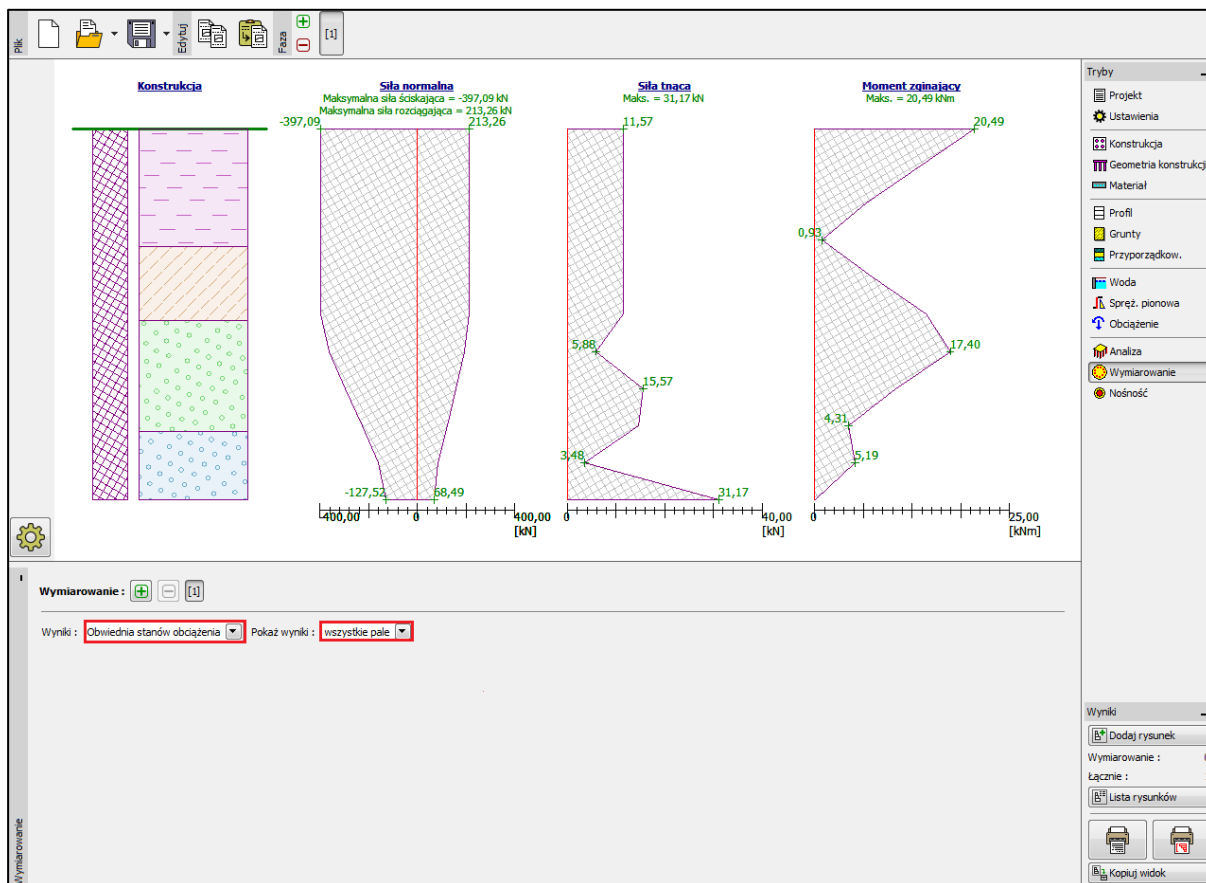 Plik
Edytuj
Faza
[1]
Konstrukcja
Siła normalna
Maksymalna siła ściskająca = -397,09 kN
Maksymalna siła rozciągająca = 213,26 kN
Siła tnąca
Maks. = 31,17 kN
Moment zginający
Maks. = 20,49 kNm
-397,09
213,26
11,57
20,49
0,93
5,88
17,40
15,57
4,31
3,48
5,19
-127,52
68,49
31,17
-400,00
0
400,00
[kN]
0
40,00
[kN]
0
25,00
[kNm]
Tryby
Projekt
Ustawienia
Konstrukcja
Geometria konstrukcji
Materiał
Profil
Grunty
Przyporządkow.
Woda
Spręż. pionowa
Obciążenie
Analiza
Wymiarowanie
Nośność
Wymiarowanie : [1]
Wyniki : Obwiednia stanów obciążenia Pokaż wyniki : wszystkie pale
Wymiarowanie
Wyniki
Dodaj rysunek
Wymiarowanie :
Łącznie :
Lista rysunków
Kopiuj widok